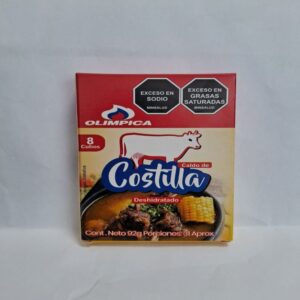 EXCESO EN
SODIO
MINSALUD
EXCESO EN
GRASAS
SATURADAS
MINSALUD
OLIMPICA
8
Cubos
Caldo de
Costilla
Deshidratado
Cont. Neto 92g Porciones: 31 Aprox